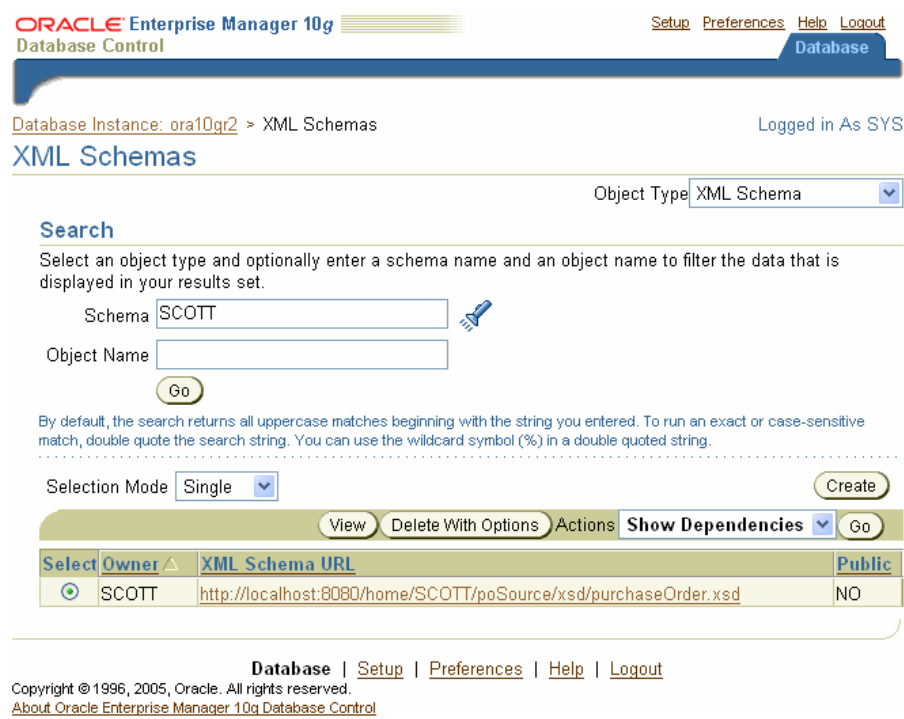 ORACLE Enterprise Manager 10g
Database Control
Setup Preferences Help Logout
Database
Database Instance: ora10gr2 > XML Schemas
Logged in As SYS
XML Schemas
Object Type XML Schema
Search
Select an object type and optionally enter a schema name and an object name to filter the data that is
displayed in your results set.
Schema SCOTT
Object Name
Go
By default, the search returns all uppercase matches beginning with the string you entered. To run an exact or case-sensitive
match, double quote the search string. You can use the wildcard symbol (%) in a double quoted string.
Selection Mode Single
Create
View Delete With Options Actions Show Dependencies Go
Select Owner XML Schema URL Public
SCOTT http://localhost:8080/home/SCOTT/poSource/xsd/purchaseOrder.xsd NO
Database | Setup | Preferences | Help | Logout
Copyright © 1996, 2005, Oracle. All rights reserved.
About Oracle Enterprise Manager 10g Database Control